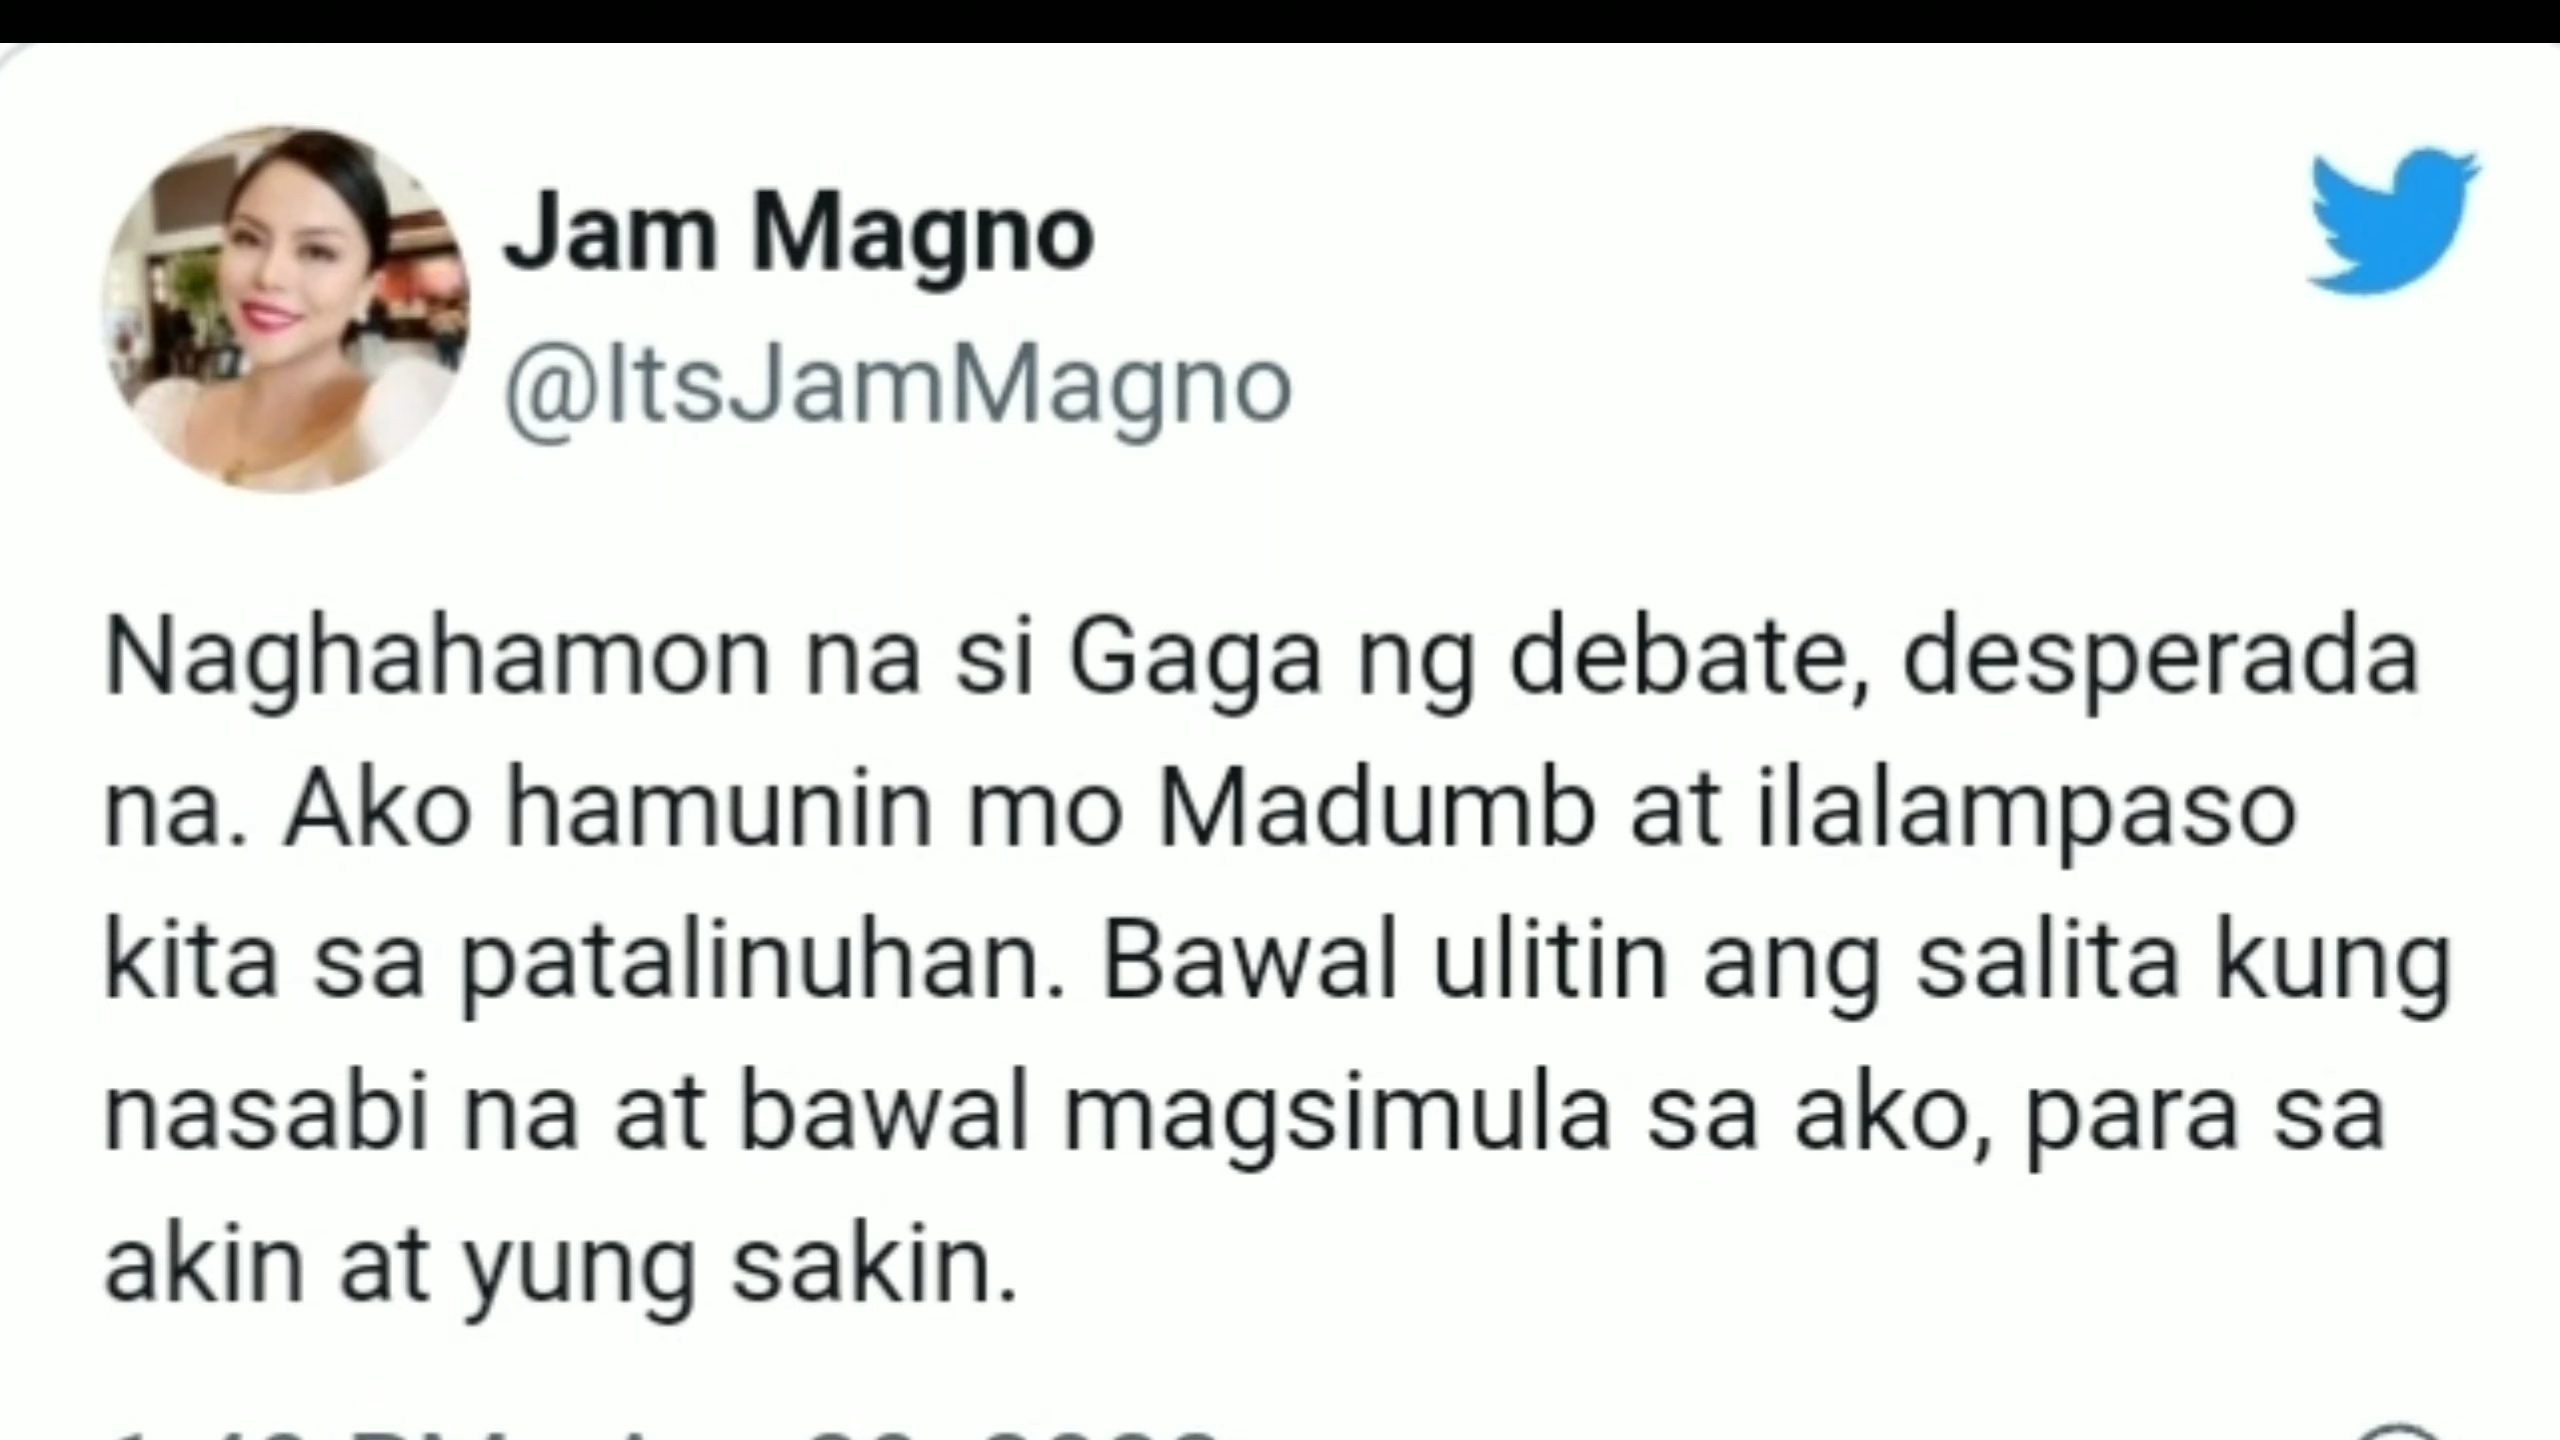 Jam Magno
@ItsJamMagno
Naghahamon na si Gaga ng debate, desperada
na. Ako hamunin mo Madumb at ilalampaso
kita sa patalinuhan. Bawal ulitin ang salita kung
nasabi na at bawal magsimula sa ako, para sa
akin at yung sakin.